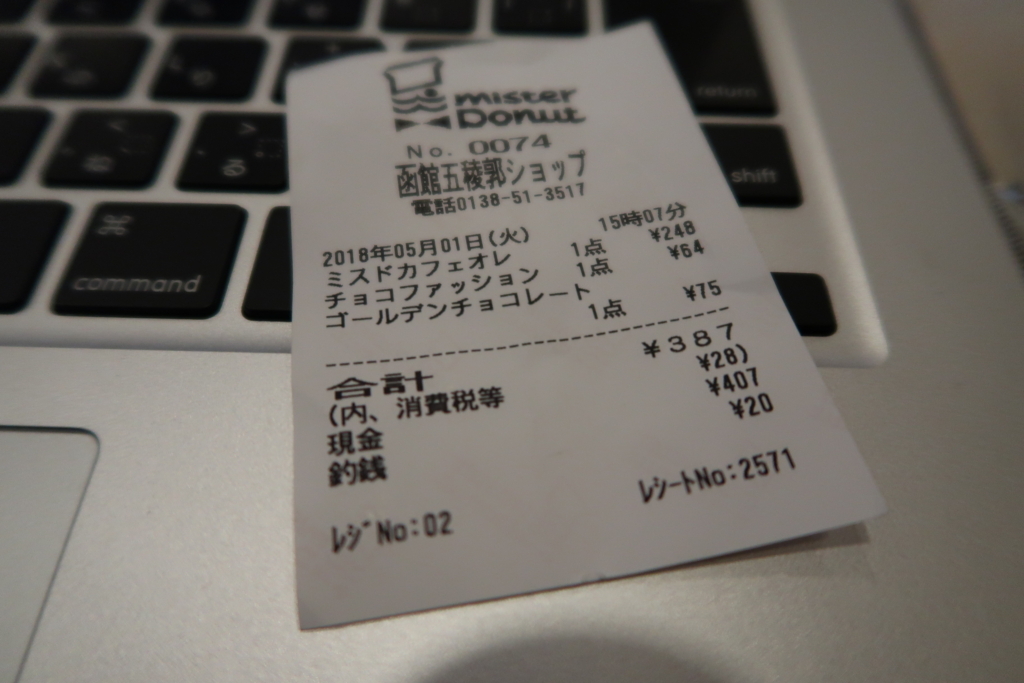 return
shift
command
mister
Donut
No. 0074
函館五稜郭ショップ
電話0138-51-3517
2018年05月01日(火) 15時07分
ミスドカフェオレ 1点 ¥248
チョコファッション 1点 ¥64
ゴールデンチョコレート
1点 ¥75
合計 ¥387
(内、消費税等 ¥28)
現金 ¥407
釣銭 ¥20
レジNo:02 レシートNo:2571